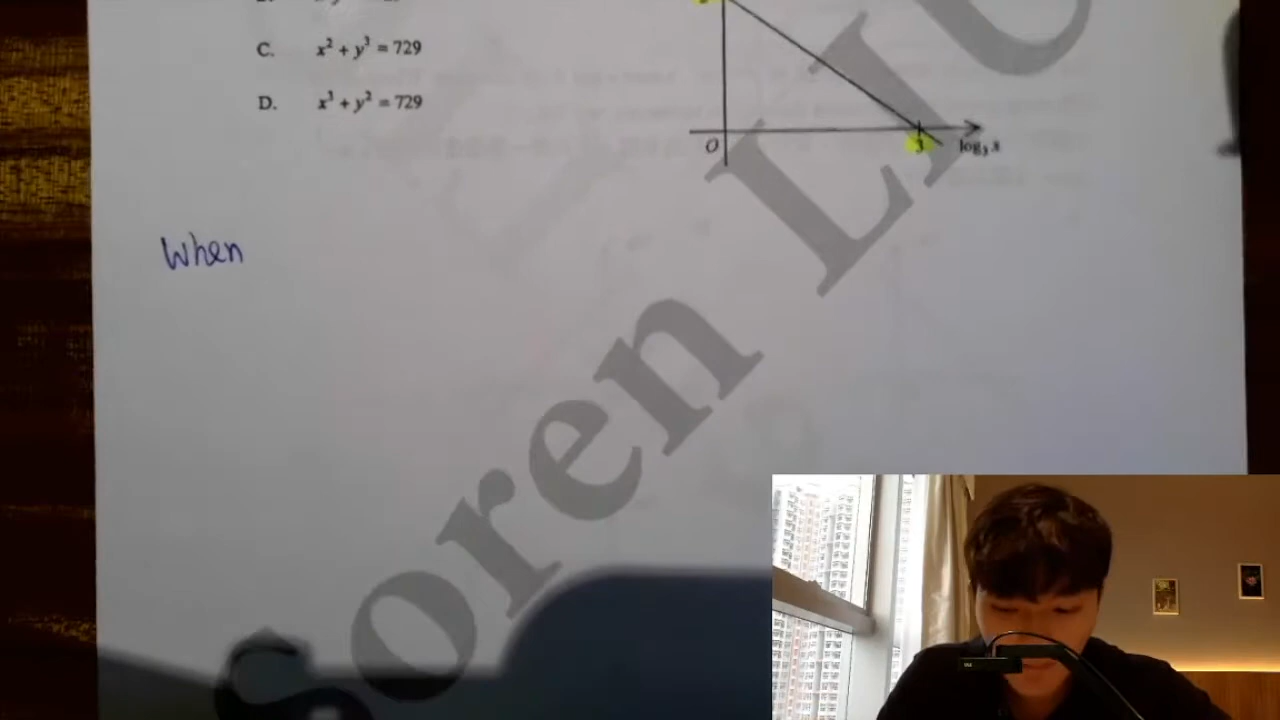 C. x² + y³ = 729
D. x³ + y² = 729
O 3 log₃ x
When
Soren LIU